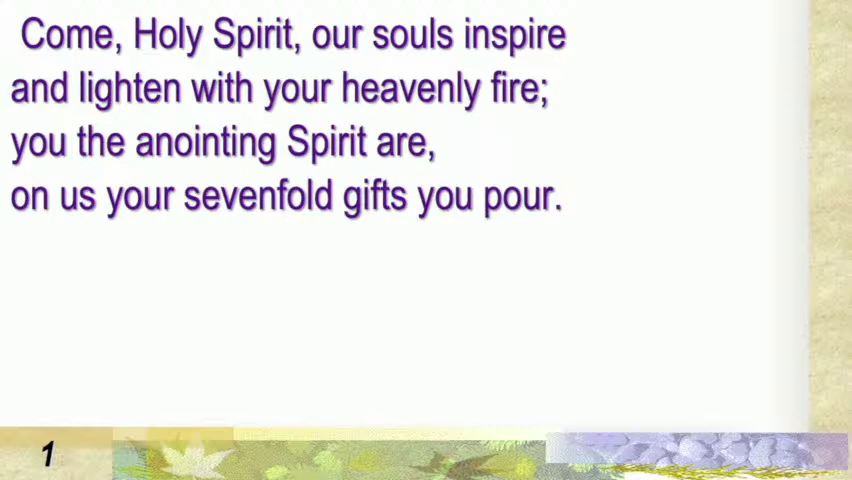 Come, Holy Spirit, our souls inspire
and lighten with your heavenly fire;
you the anointing Spirit are,
on us your sevenfold gifts you pour.
1